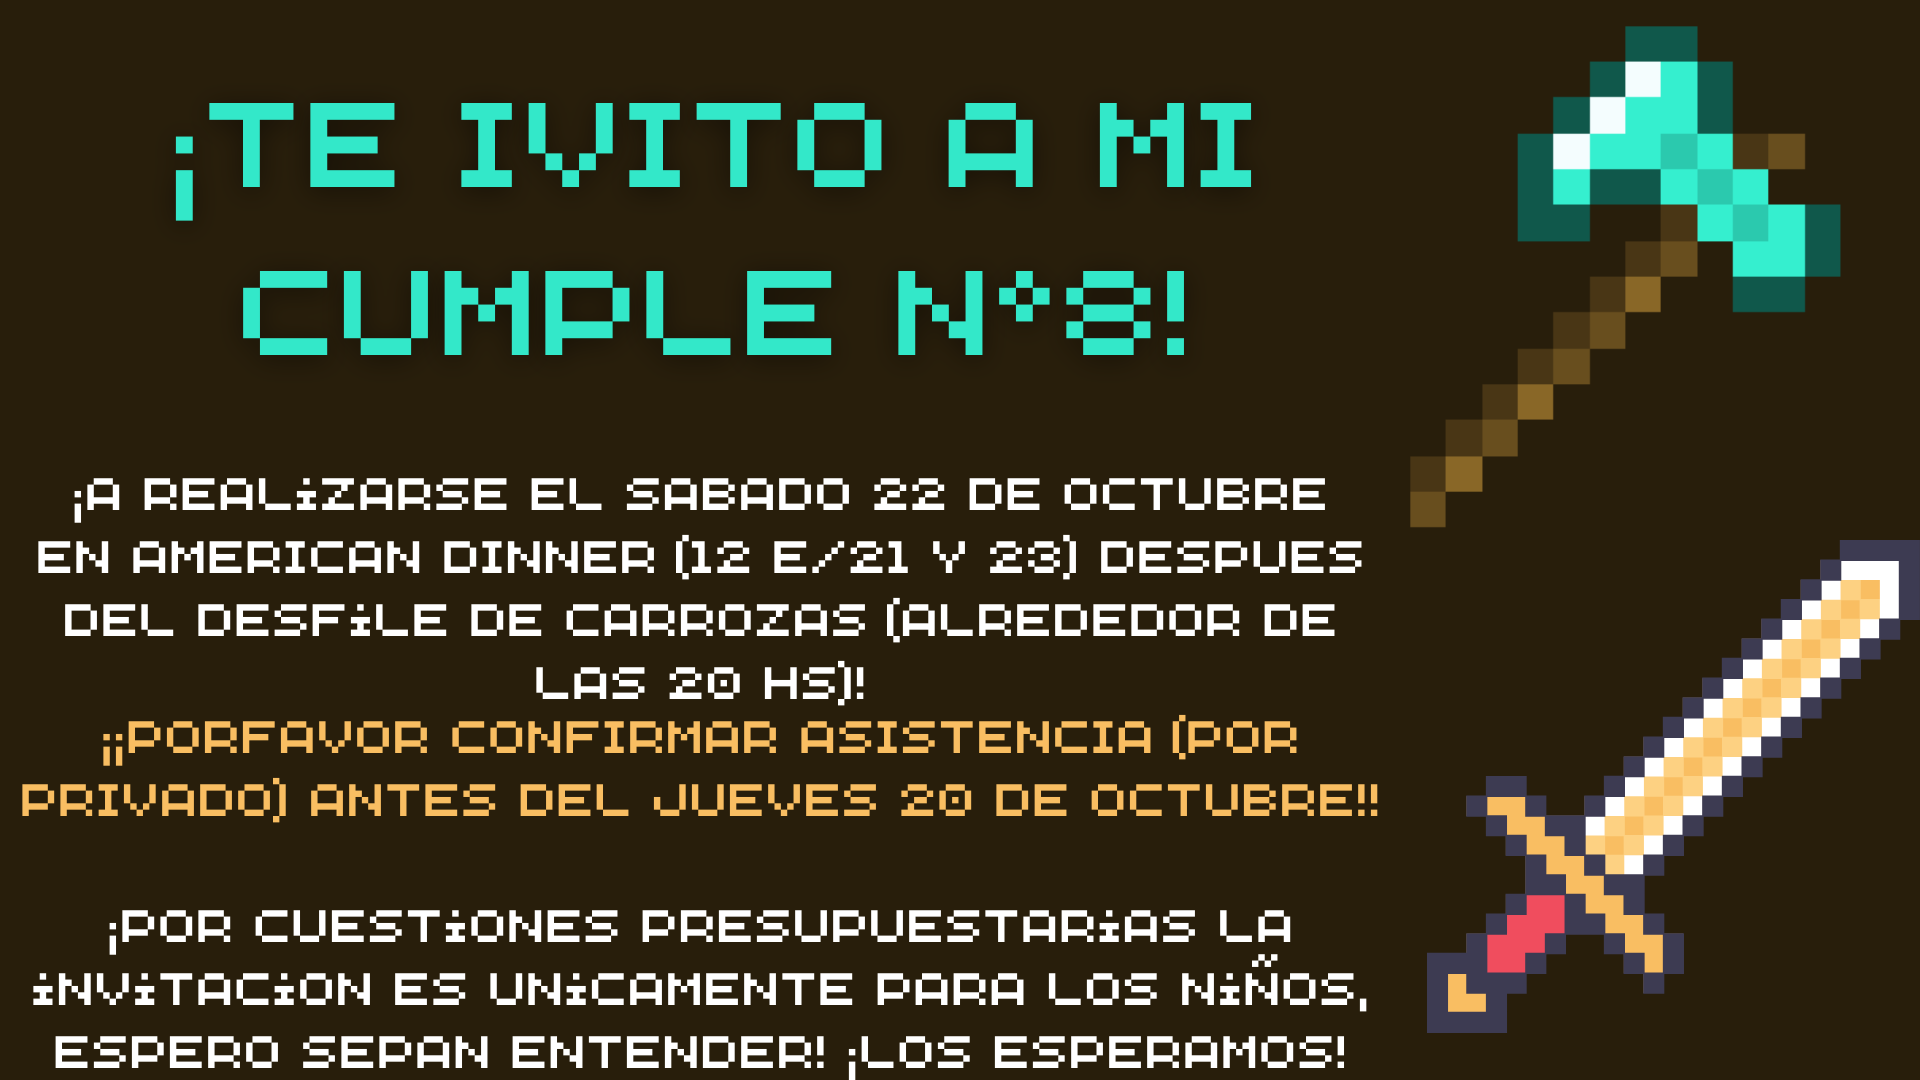 ¡TE IVITO A MI
CUMPLE N°8!
¡A REALiZARSE EL SABADO 22 DE OCTUBRE
EN AMERICAN DINNER (12 E/21 Y 23) DESPUES
DEL DESFiLE DE CARROZAS (ALREDEDOR DE
LAS 20 HS)!
¡¡PORFAVOR CONFIRMAR ASISTENCIA (POR
PRIVADO) ANTES DEL JUEVES 20 DE OCTUBRE!!
¡POR CUESTiONES PRESUPUESTARiAS LA
iNViTACiON ES UNiCAMENTE PARA LOS NiÑOS,
ESPERO SEPAN ENTENDER! ¡LOS ESPERAMOS!